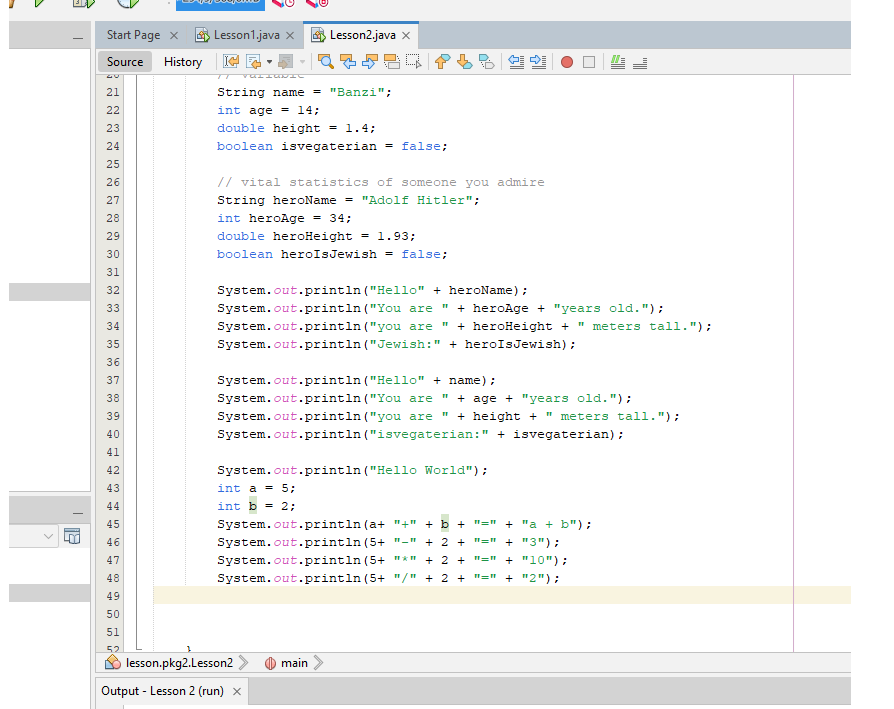 Start Page × Lesson1.java × Lesson2.java ×
Source History
20 // variable
21 String name = "Banzi";
22 int age = 14;
23 double height = 1.4;
24 boolean isvegaterian = false;
25
26 // vital statistics of someone you admire
27 String heroName = "Adolf Hitler";
28 int heroAge = 34;
29 double heroHeight = 1.93;
30 boolean heroIsJewish = false;
31
32 System.out.println("Hello" + heroName);
33 System.out.println("You are " + heroAge + "years old.");
34 System.out.println("you are " + heroHeight + " meters tall.");
35 System.out.println("Jewish:" + heroIsJewish);
36
37 System.out.println("Hello" + name);
38 System.out.println("You are " + age + "years old.");
39 System.out.println("you are " + height + " meters tall.");
40 System.out.println("isvegaterian:" + isvegaterian);
41
42 System.out.println("Hello World");
43 int a = 5;
44 int b = 2;
45 System.out.println(a+ "+" + b + "=" + "a + b");
46 System.out.println(5+ "-" + 2 + "=" + "3");
47 System.out.println(5+ "*" + 2 + "=" + "10");
48 System.out.println(5+ "/" + 2 + "=" + "2");
49
50
51
52 }
lesson.pkg2.Lesson2 main
Output - Lesson 2 (run) ×